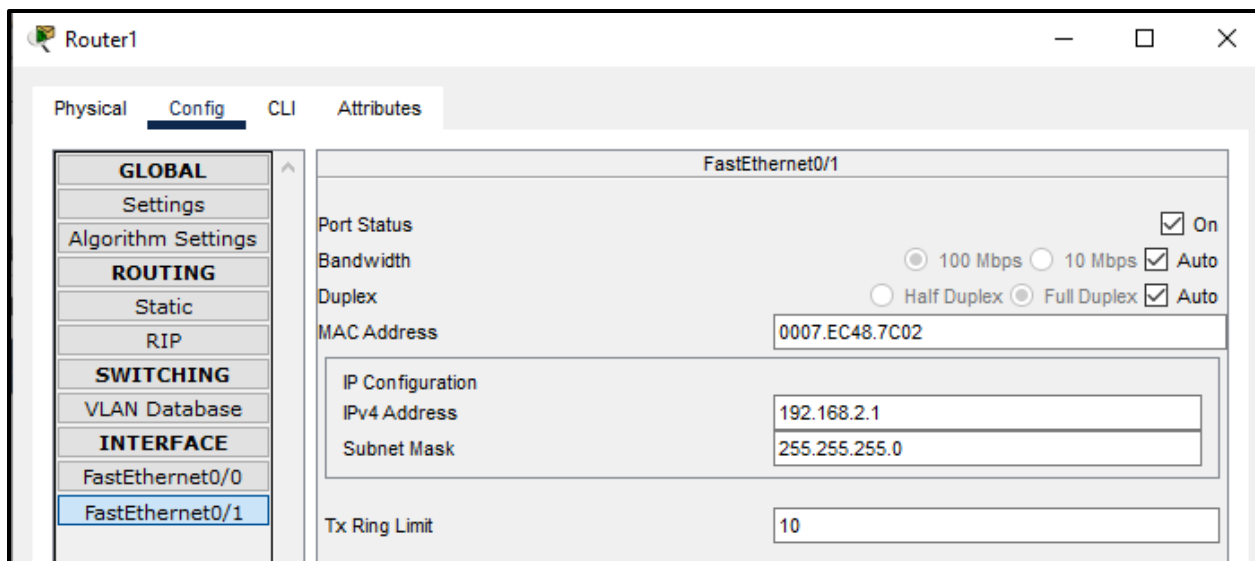 Router1
Physical Config CLI Attributes
GLOBAL
Settings
Algorithm Settings
ROUTING
Static
RIP
SWITCHING
VLAN Database
INTERFACE
FastEthernet0/0
FastEthernet0/1
FastEthernet0/1
Port Status On
Bandwidth 100 Mbps 10 Mbps Auto
Duplex Half Duplex Full Duplex Auto
MAC Address 0007.EC48.7C02
IP Configuration
IPv4 Address 192.168.2.1
Subnet Mask 255.255.255.0
Tx Ring Limit 10